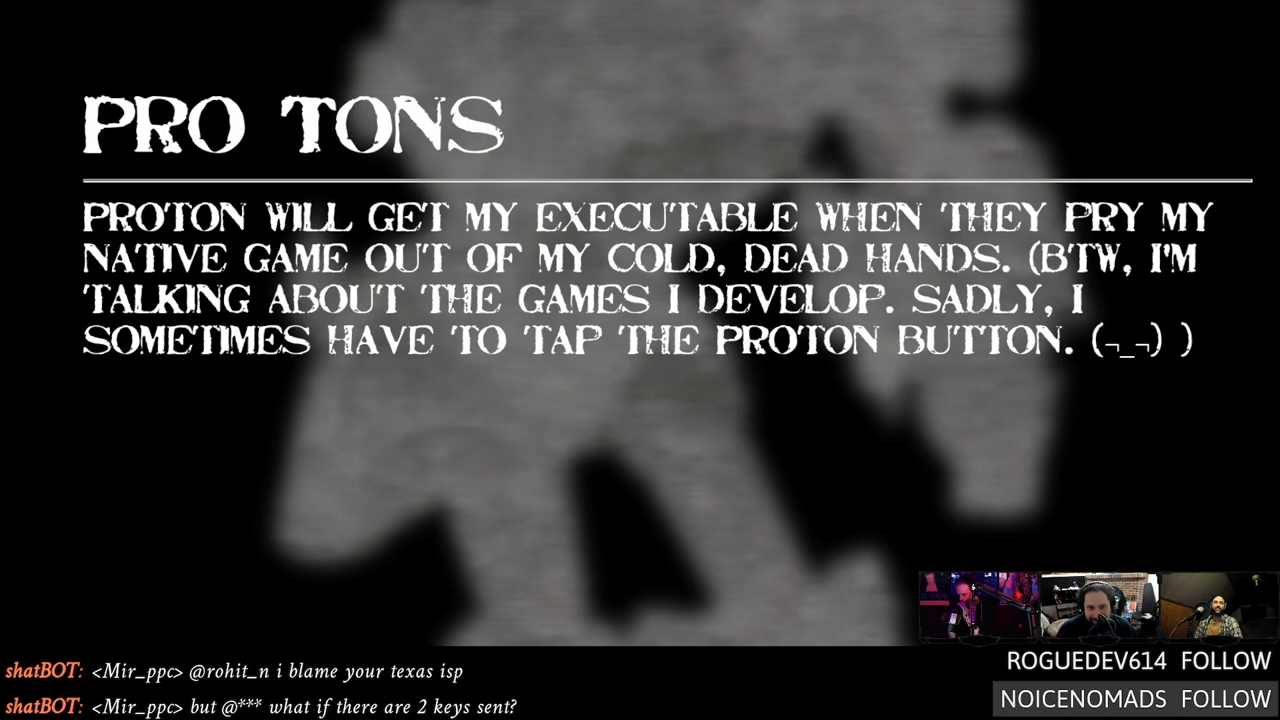 PRO TONS
PROTON WILL GET MY EXECUTABLE WHEN THEY PRY MY
NATIVE GAME OUT OF MY COLD, DEAD HANDS. (BTW, I'M
TALKING ABOUT THE GAMES I DEVELOP. SADLY, I
SOMETIMES HAVE TO TAP THE PROTON BUTTON. (¬_¬) )
ROGUEDEV614 FOLLOW
shatBOT: <Mir_ppc> @rohit_n i blame your texas isp
NOICENOMADS FOLLOW
shatBOT: <Mir_ppc> but @*** what if there are 2 keys sent?